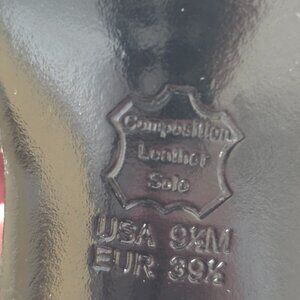 Composition
Leather
Sole
USA 9½M
EUR 39½